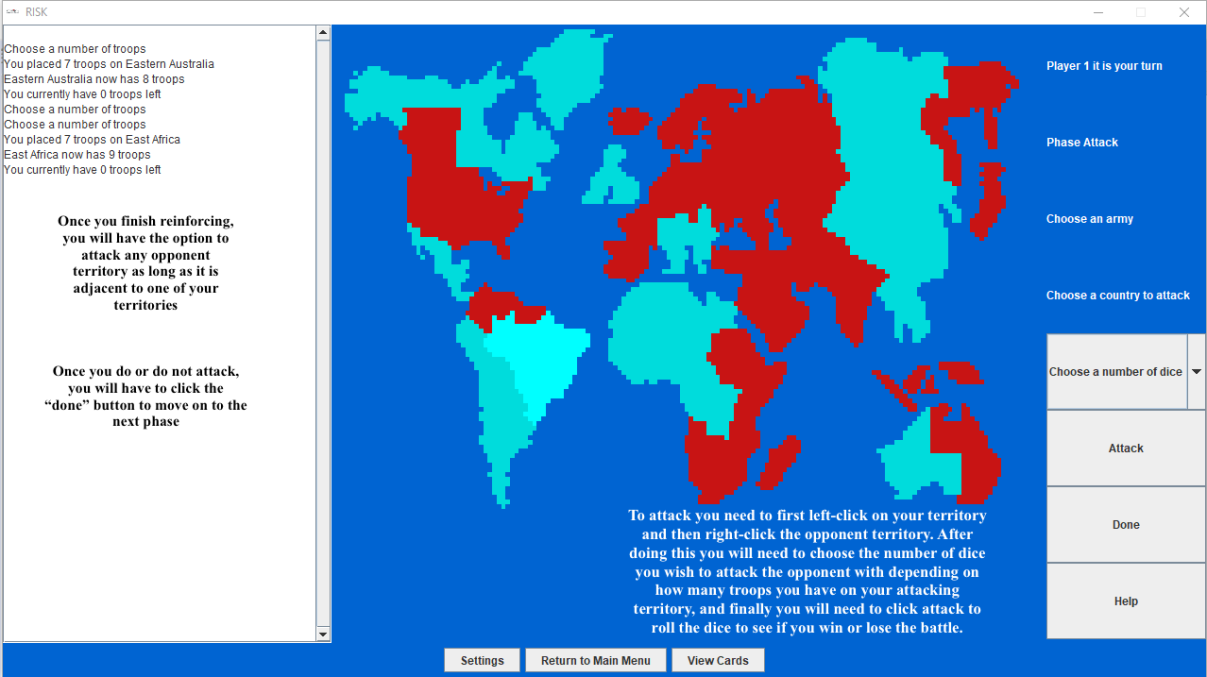 RISK
Choose a number of troops
You placed 7 troops on Eastern Australia
Eastern Australia now has 8 troops
You currently have 0 troops left
Choose a number of troops
Choose a number of troops
You placed 7 troops on East Africa
East Africa now has 9 troops
You currently have 0 troops left
Once you finish reinforcing,
you will have the option to
attack any opponent
territory as long as it is
adjacent to one of your
territories
Once you do or do not attack,
you will have to click the
“done” button to move on to the
next phase
To attack you need to first left-click on your territory
and then right-click the opponent territory. After
doing this you will need to choose the number of dice
you wish to attack the opponent with depending on
how many troops you have on your attacking
territory, and finally you will need to click attack to
roll the dice to see if you win or lose the battle.
Player 1 it is your turn
Phase Attack
Choose an army
Choose a country to attack
Choose a number of dice
Attack
Done
Help
Settings
Return to Main Menu
View Cards